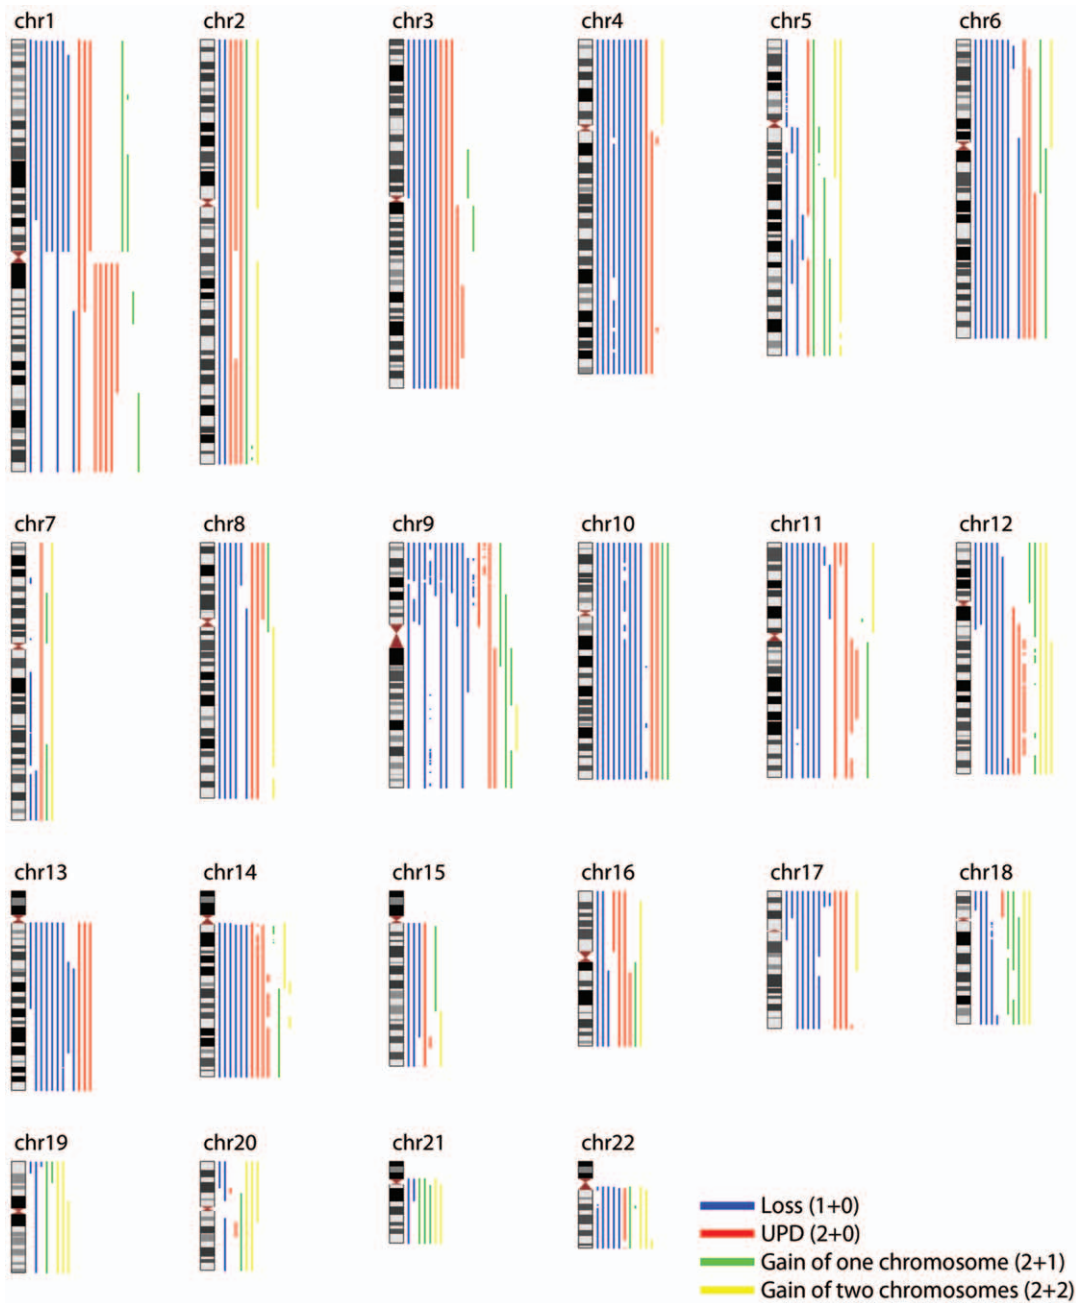 chr1 chr2 chr3 chr4 chr5 chr6
chr7 chr8 chr9 chr10 chr11 chr12
chr13 chr14 chr15 chr16 chr17 chr18
chr19 chr20 chr21 chr22
Loss (1+0)
UPD (2+0)
Gain of one chromosome (2+1)
Gain of two chromosomes (2+2)